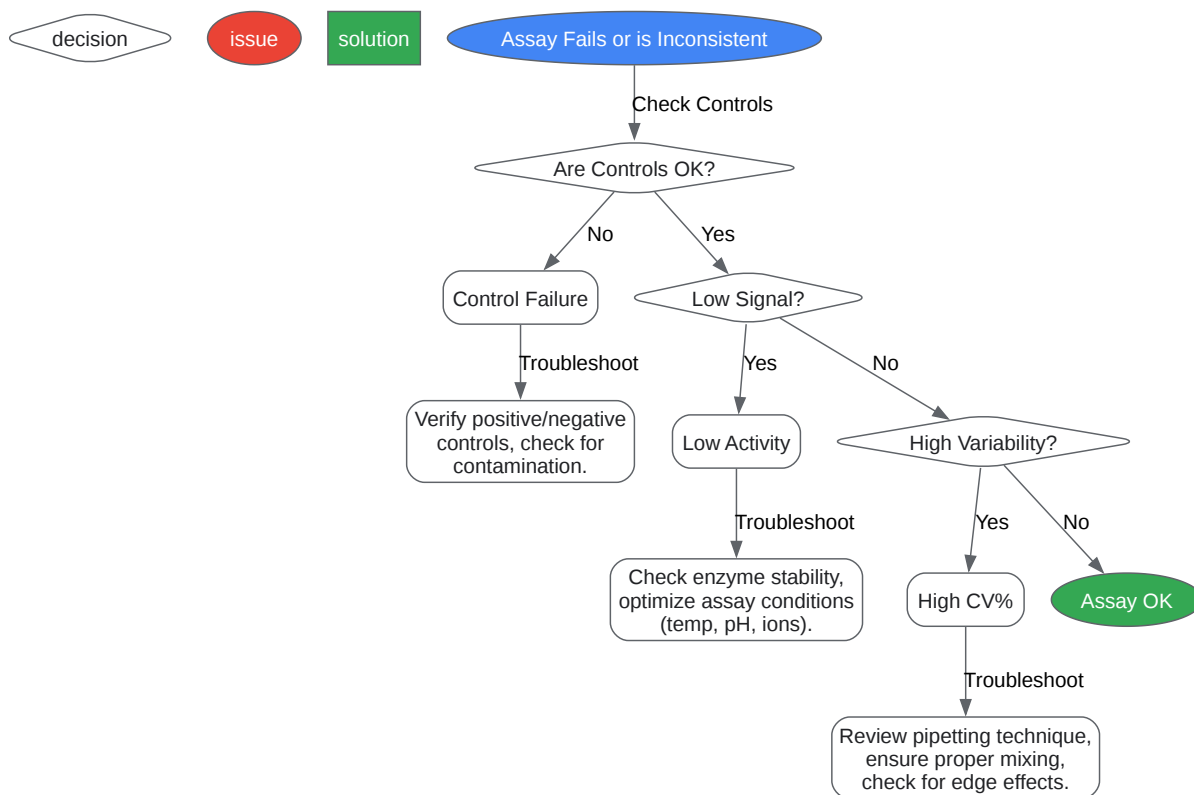 decision
issue
solution
Assay Fails or is Inconsistent
Check Controls
Are Controls OK?
No
Yes
Control Failure
Low Signal?
Troubleshoot
Yes
No
Verify positive/negative
controls, check for
contamination.
Low Activity
High Variability?
Troubleshoot
Yes
No
Check enzyme stability,
optimize assay conditions
(temp, pH, ions).
High CV%
Assay OK
Troubleshoot
Review pipetting technique,
ensure proper mixing,
check for edge effects.